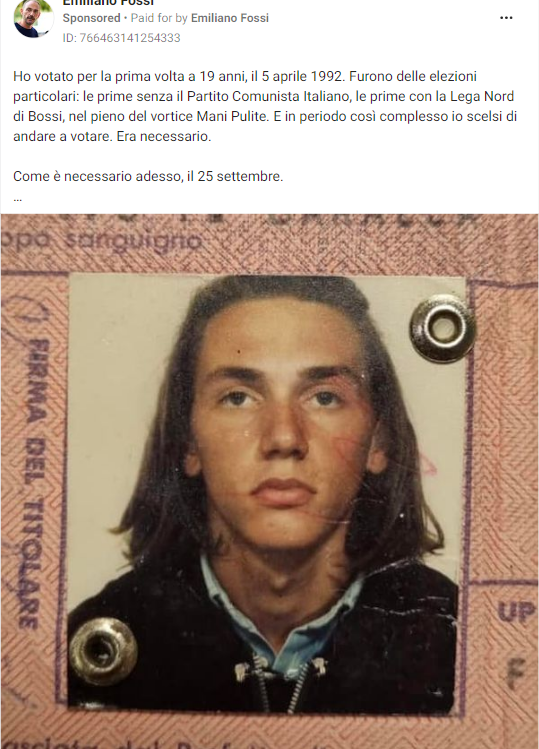 Emiliano Fossi
Sponsored • Paid for by Emiliano Fossi
ID: 766463141254333
Ho votato per la prima volta a 19 anni, il 5 aprile 1992. Furono delle elezioni
particolari: le prime senza il Partito Comunista Italiano, le prime con la Lega Nord
di Bossi, nel pieno del vortice Mani Pulite. E in periodo così complesso io scelsi di
andare a votare. Era necessario.
Come è necessario adesso, il 25 settembre.
...
sanguigno
FIRMA DEL TITOLARE
UP
F